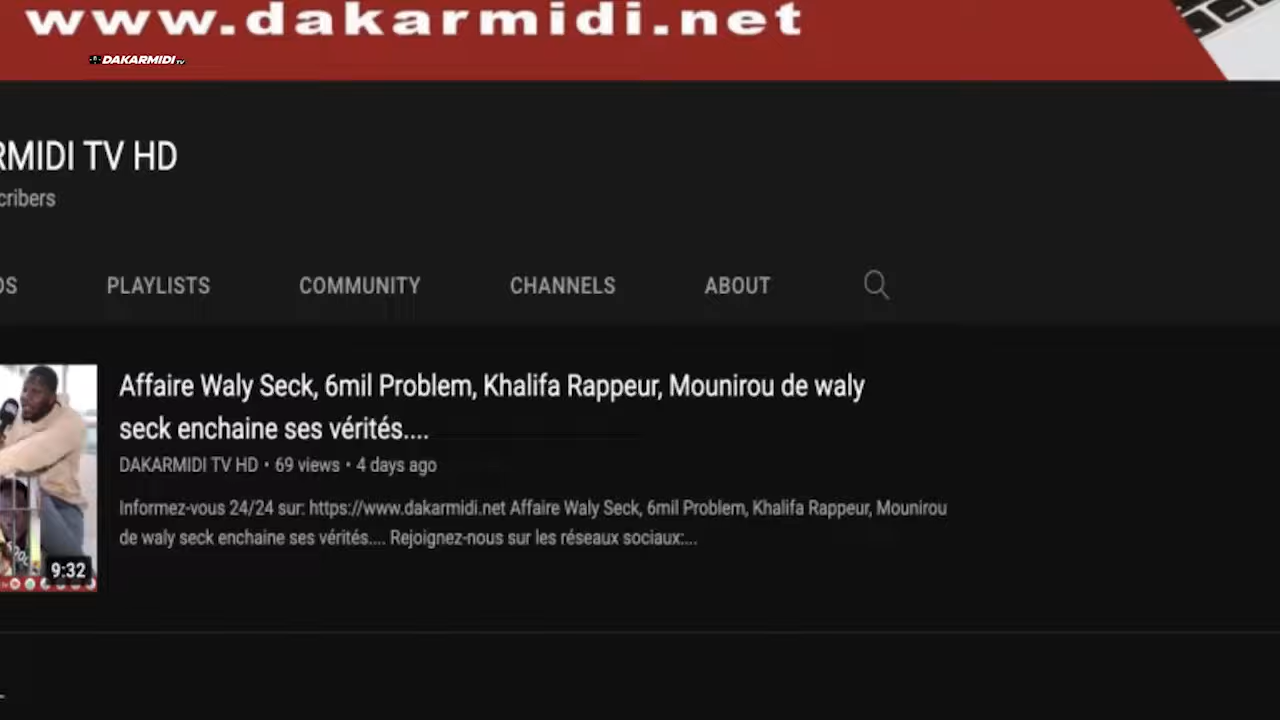 www.dakarmidi.net
DAKARMIDI TV
RMIDI TV HD
cribers
OS
PLAYLISTS
COMMUNITY
CHANNELS
ABOUT
Affaire Waly Seck, 6mil Problem, Khalifa Rappeur, Mounirou de waly
seck enchaine ses vérités....
DAKARMIDI TV HD • 69 views • 4 days ago
Informez-vous 24/24 sur: https://www.dakarmidi.net Affaire Waly Seck, 6mil Problem, Khalifa Rappeur, Mounirou
de waly seck enchaine ses vérités.... Rejoignez-nous sur les réseaux sociaux:...
9:32